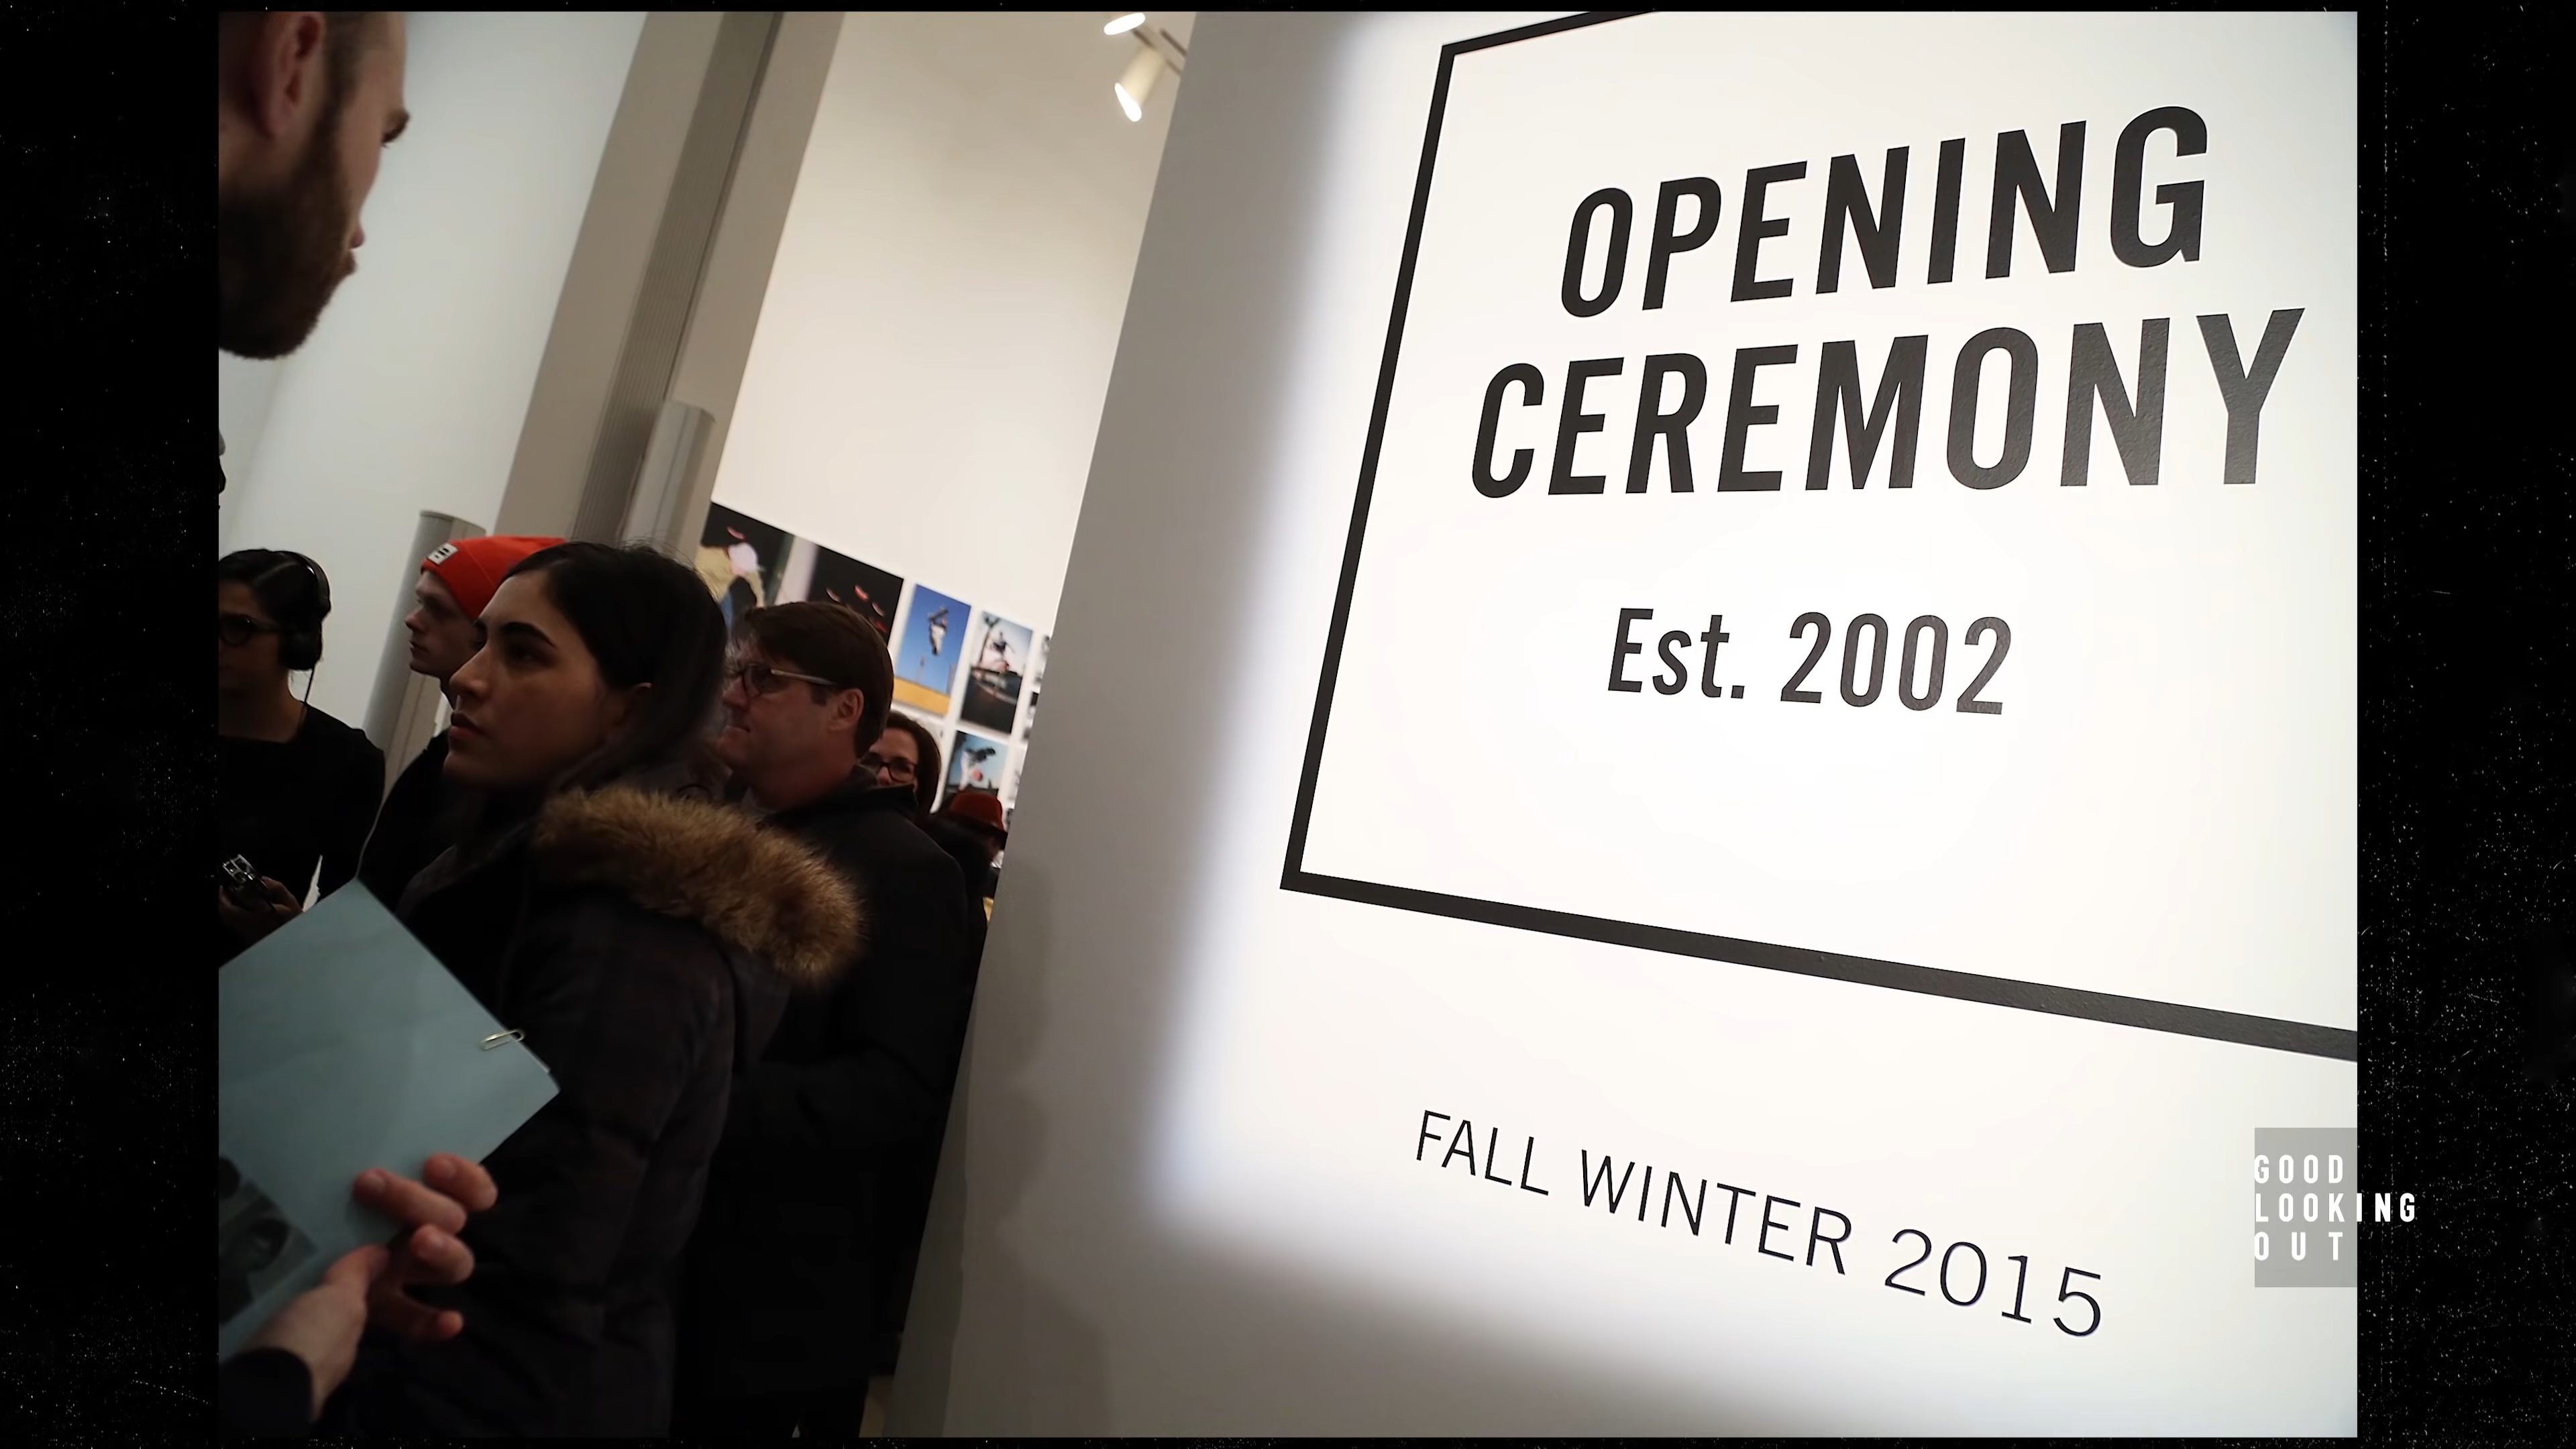 OPENING
CEREMONY
Est. 2002
FALL WINTER 2015
GOOD
LOOKING
OUT